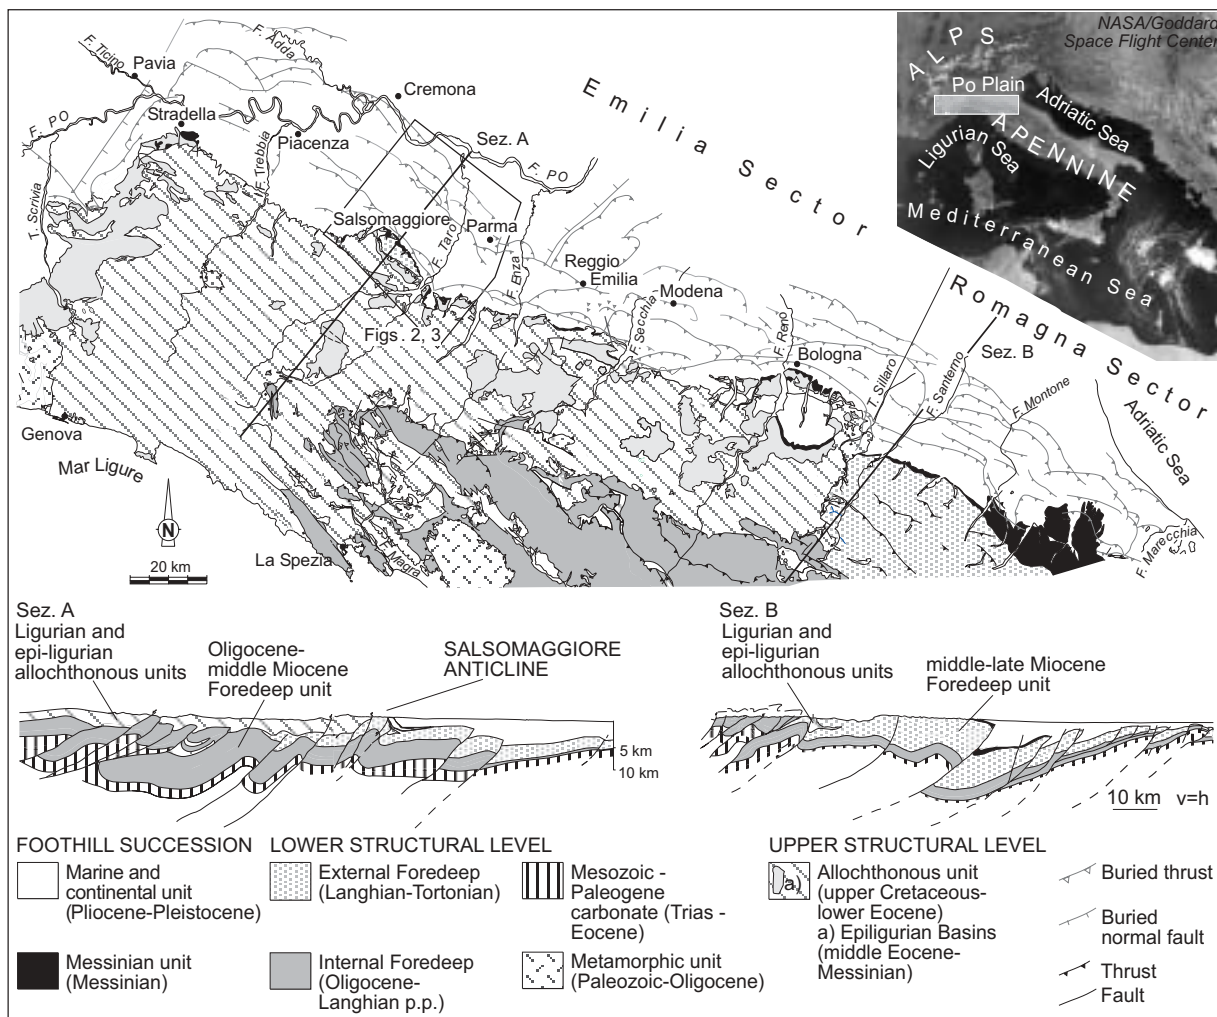 NASA/Goddard
Space Flight Center
ALPS
Po Plain
Adriatic Sea
APENNINE
Ligurian Sea
Mediterranean Sea
F. Ticino
Pavia
F. Adda
Cremona
Emilia Sector
F. PO
Stradella
Piacenza
F. Trebbia
Sez. A
F. PO
T. Scrivia
Salsomaggiore
F. Taro
Parma
F. Enza
Reggio
Emilia
Modena
F. Secchia
Figs. 2, 3
F. Reno
Bologna
T. Sillaro
Romagna Sector
Sez. B
F. Santerno
F. Montone
Adriatic Sea
F. Marecchia
Genova
Mar Ligure
N
La Spezia
F. Magra
20 km
Sez. A
Ligurian and
epi-ligurian
allochthonous units
Oligocene-
middle Miocene
Foredeep unit
SALSOMAGGIORE
ANTICLINE
5 km
10 km
Sez. B
Ligurian and
epi-ligurian
allochthonous units
middle-late Miocene
Foredeep unit
10 km v=h
FOOTHILL SUCCESSION
Marine and
continental unit
(Pliocene-Pleistocene)
Messinian unit
(Messinian)
LOWER STRUCTURAL LEVEL
External Foredeep
(Langhian-Tortonian)
Internal Foredeep
(Oligocene-
Langhian p.p.)
Mesozoic -
Paleogene
carbonate (Trias -
Eocene)
Metamorphic unit
(Paleozoic-Oligocene)
UPPER STRUCTURAL LEVEL
a)
Allochthonous unit
(upper Cretaceous-
lower Eocene)
a) Epiligurian Basins
(middle Eocene-
Messinian)
Buried thrust
Buried
normal fault
Thrust
Fault